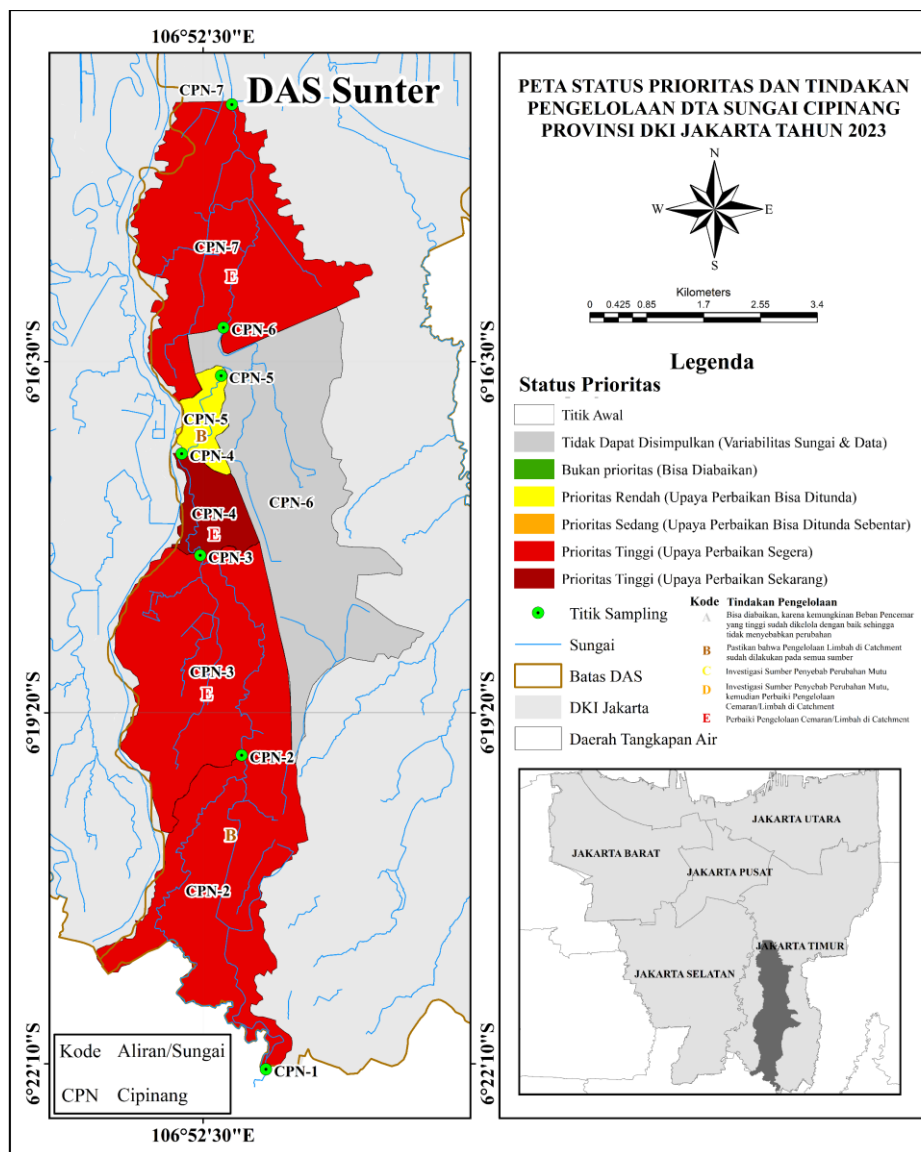 106°52'30"E
CPN-7
DAS Sunter
CPN-7
E
CPN-6
6°16'30"S
6°16'30"S
CPN-5
CPN-5
B
CPN-4
CPN-6
CPN-4
E
CPN-3
CPN-3
E
6°19'20"S
6°19'20"S
CPN-2
B
CPN-2
6°22'10"S
6°22'10"S
CPN-1
Kode Aliran/Sungai
CPN Cipinang
106°52'30"E
PETA STATUS PRIORITAS DAN TINDAKAN
PENGELOLAAN DTA SUNGAI CIPINANG
PROVINSI DKI JAKARTA TAHUN 2023
N
W E
S
Kilometers
0 0.425 0.85 1.7 2.55 3.4
Legenda
Status Prioritas
Titik Awal
Tidak Dapat Disimpulkan (Variabilitas Sungai & Data)
Bukan prioritas (Bisa Diabaikan)
Prioritas Rendah (Upaya Perbaikan Bisa Ditunda)
Prioritas Sedang (Upaya Perbaikan Bisa Ditunda Sebentar)
Prioritas Tinggi (Upaya Perbaikan Segera)
Prioritas Tinggi (Upaya Perbaikan Sekarang)
Titik Sampling
Sungai
Batas DAS
DKI Jakarta
Daerah Tangkapan Air
Kode Tindakan Pengelolaan
A Bisa diabaikan, karena kemungkinan Beban Pencemar
yang tinggi sudah dikelola dengan baik sehingga
tidak menyebabkan perubahan
B Pastikan bahwa Pengelolaan Limbah di Catchment
sudah dilakukan pada semua sumber
C Investigasi Sumber Penyebab Perubahan Mutu
D Investigasi Sumber Penyebab Perubahan Mutu,
kemudian Perbaiki Pengelolaan
Cemaran/Limbah di Catchment
E Perbaiki Pengelolaan Cemaran/Limbah di Catchment
JAKARTA UTARA
JAKARTA BARAT
JAKARTA PUSAT
JAKARTA TIMUR
JAKARTA SELATAN